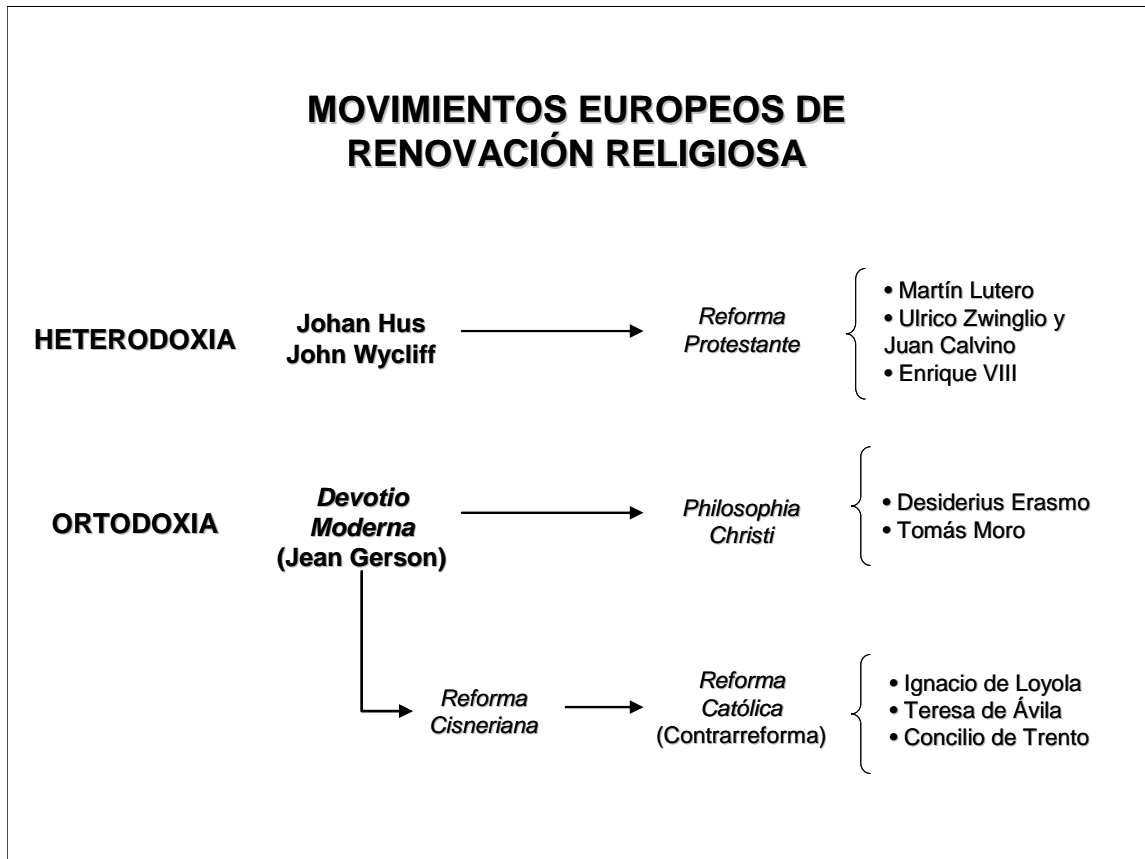 MOVIMIENTOS EUROPEOS DE
RENOVACIÓN RELIGIOSA
HETERODOXIA
Johan Hus
John Wycliff
Reforma
Protestante
• Martín Lutero
• Ulrico Zwinglio y
Juan Calvino
• Enrique VIII
ORTODOXIA
Devotio
Moderna
(Jean Gerson)
Philosophia
Christi
• Desiderius Erasmo
• Tomás Moro
Reforma
Cisneriana
Reforma
Católica
(Contrarreforma)
• Ignacio de Loyola
• Teresa de Ávila
• Concilio de Trento